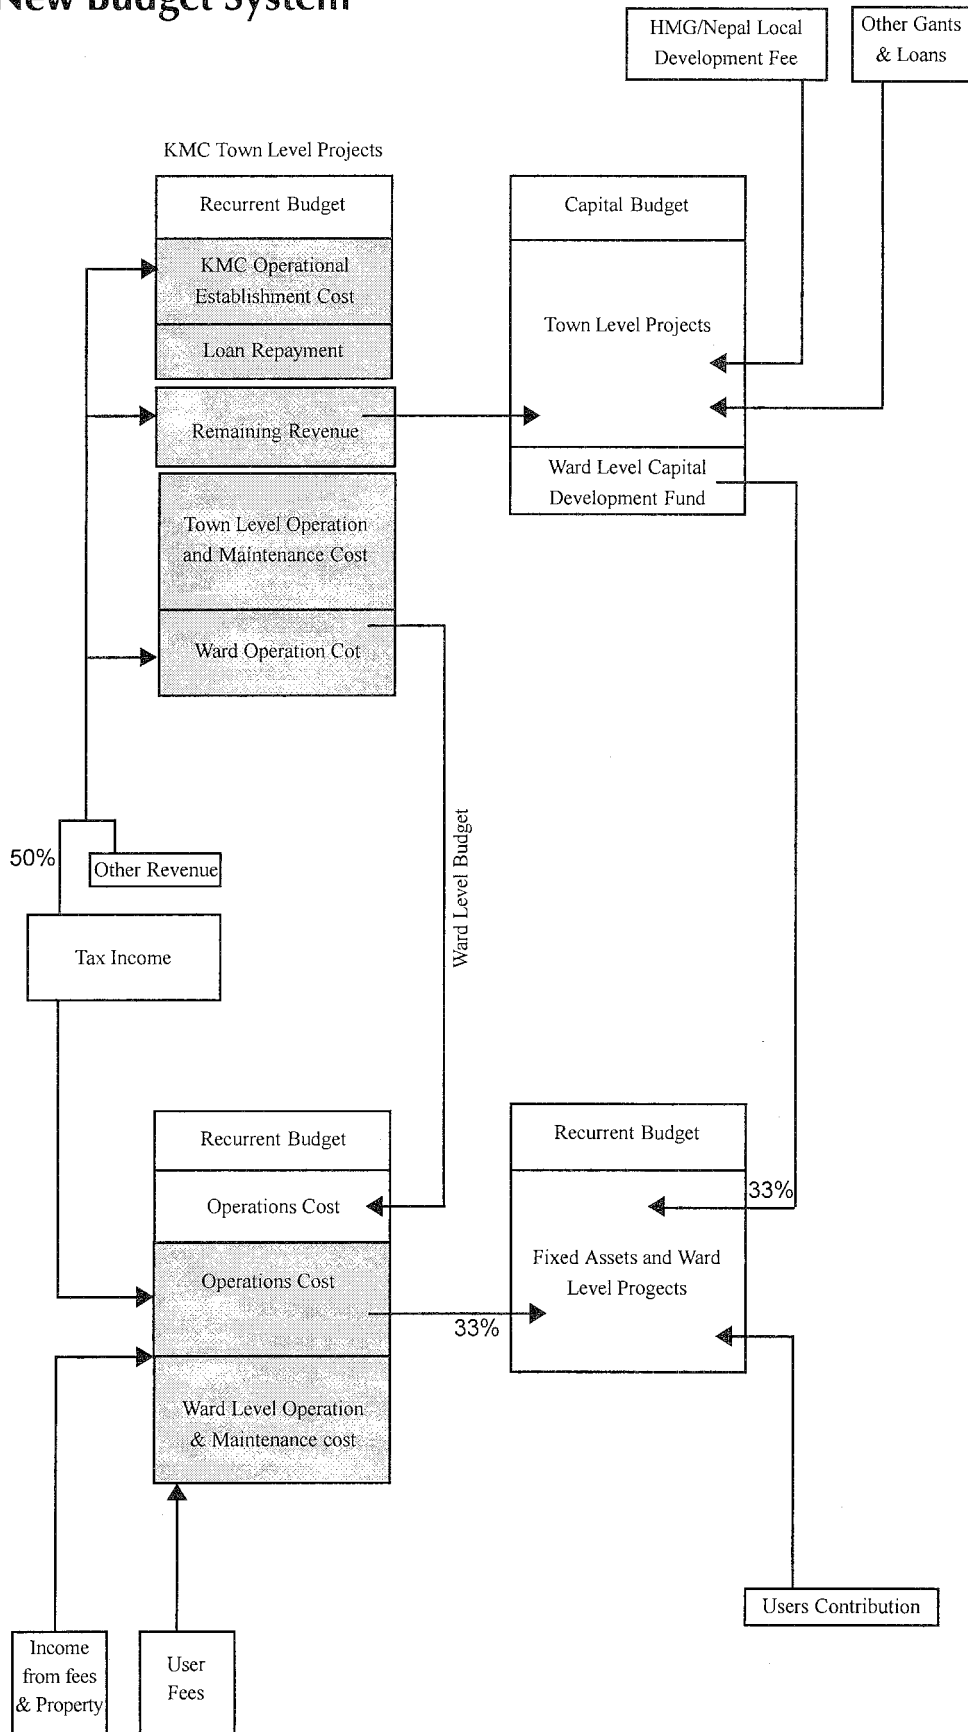 New Budget System
HMG/Nepal Local
Development Fee
Other Gants
& Loans
KMC Town Level Projects
Recurrent Budget
KMC Operational
Establishment Cost
Loan Repayment
Remaining Revenue
Town Level Operation
and Maintenance Cost
Ward Operation Cot
Capital Budget
Town Level Projects
Ward Level Capital
Development Fund
50%
Other Revenue
Tax Income
Ward Level Budget
Recurrent Budget
Operations Cost
Operations Cost
33%
Ward Level Operation
& Maintenance cost
Recurrent Budget
33%
Fixed Assets and Ward
Level Progects
Users Contribution
Income
from fees
& Property
User
Fees